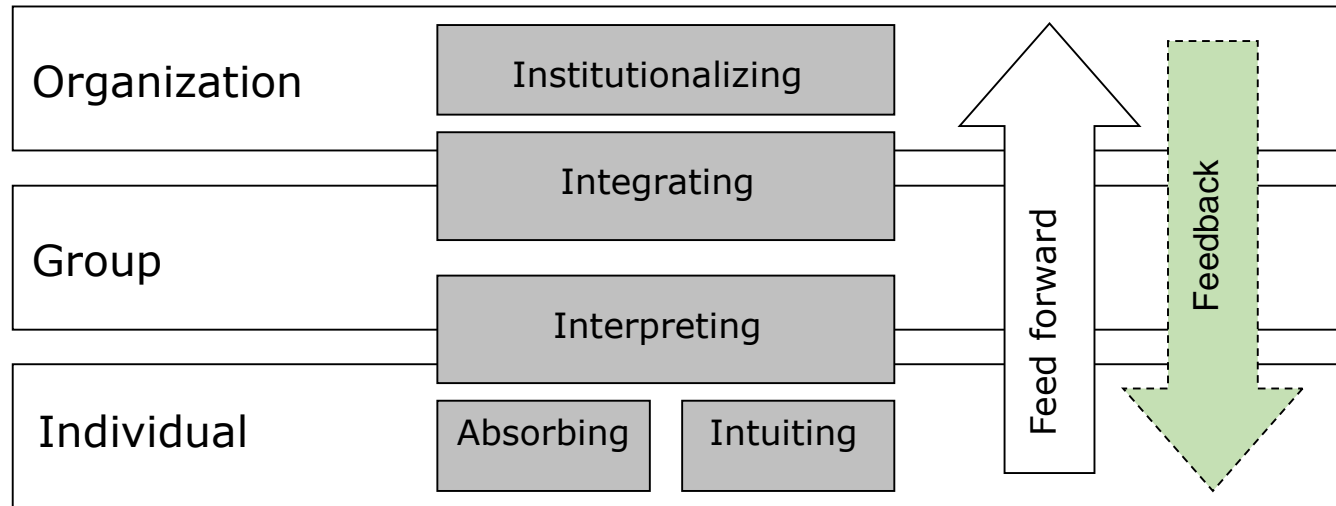 Organization
Institutionalizing
Integrating
Group
Interpreting
Individual
Absorbing
Intuiting
Feed forward
Feedback